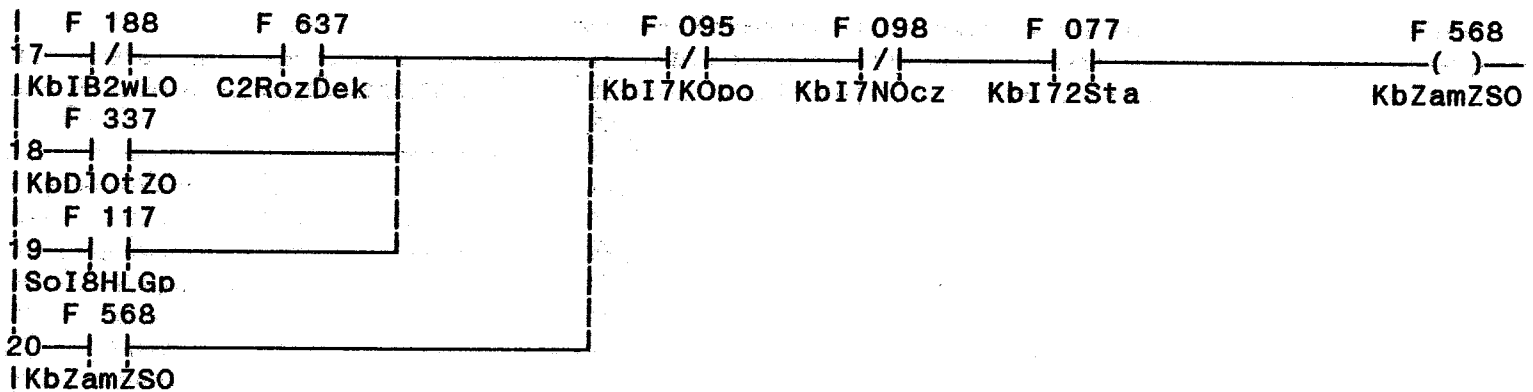 F 188 F 637 F 095 F 098 F 077 F 568
17
KbIB2wLO C2RozDek KbI7KOpo KbI7NOcz KbI72Sta KbZamZSO
F 337
18
KbDlOtZO
F 117
19
SoI8HLGp
F 568
20
KbZamZSO